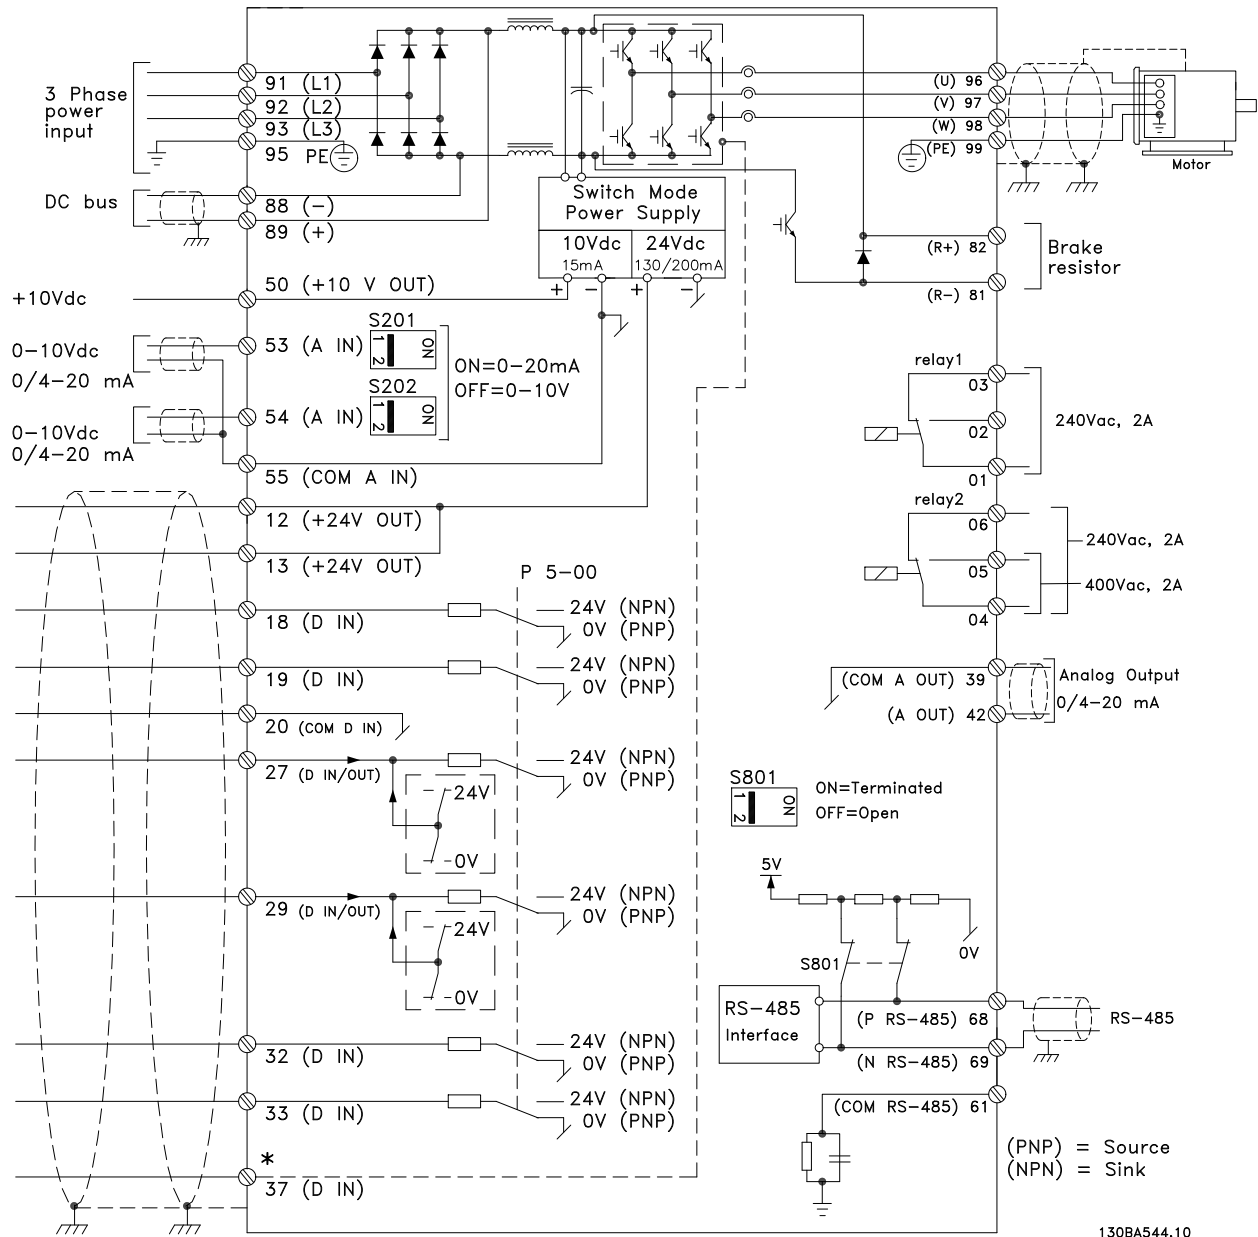 3 Phase
power
input
91 (L1)
92 (L2)
93 (L3)
95 PE
DC bus
88 (−)
89 (+)
+10Vdc
50 (+10 V OUT)
0−10Vdc
0/4−20 mA
53 (A IN)
S201
1 2
ON
S202
1 2
ON
ON=0−20mA
OFF=0−10V
0−10Vdc
0/4−20 mA
54 (A IN)
55 (COM A IN)
12 (+24V OUT)
13 (+24V OUT)
Switch Mode
Power Supply
10Vdc
15mA
24Vdc
130/200mA
+ − + −
P 5-00
18 (D IN)
24V (NPN)
0V (PNP)
19 (D IN)
24V (NPN)
0V (PNP)
20 (COM D IN)
27 (D IN/OUT)
24V (NPN)
0V (PNP)
24V
0V
29 (D IN/OUT)
24V (NPN)
0V (PNP)
24V
0V
32 (D IN)
24V (NPN)
0V (PNP)
33 (D IN)
24V (NPN)
0V (PNP)
*
37 (D IN)
(U) 96
(V) 97
(W) 98
(PE) 99
Motor
(R+) 82
Brake
resistor
(R−) 81
relay1
03
02
01
240Vac, 2A
relay2
06
05
04
240Vac, 2A
400Vac, 2A
(COM A OUT) 39
(A OUT) 42
Analog Output
0/4−20 mA
S801
1 2
ON
ON=Terminated
OFF=Open
5V
S801
0V
RS−485
Interface
(P RS−485) 68
(N RS−485) 69
RS−485
(COM RS−485) 61
(PNP) = Source
(NPN) = Sink
130BA544.10